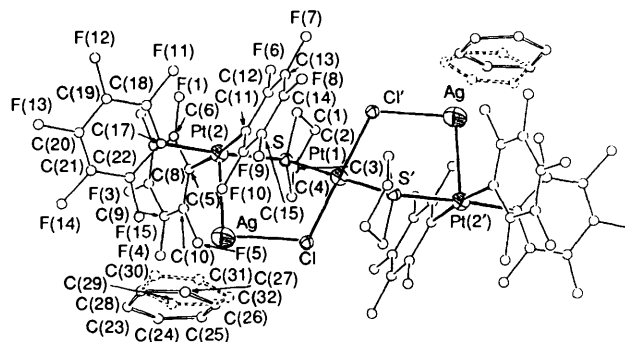 F(7)
F(12)
F(11)
F(6)
C(13)
C(18)
F(1)
C(12)
F(8)
C(19)
C(6)
C(11)
C(14)
Cl'
Ag
F(13)
C(17)
Pt(2)
C(1)
C(20)
S
C(2)
C(21)
Pt(1)
C(22)
C(8)
F(9)
C(3)
S'
F(3)
C(5)
F(10)
C(4)
F(14)
C(9)
C(15)
Pt(2')
F(15)
Ag
F(4)
C(10)
F(5)
Cl
C(30)
C(31)
C(27)
C(29)
C(32)
C(28)
C(26)
C(23)
C(24)
C(25)